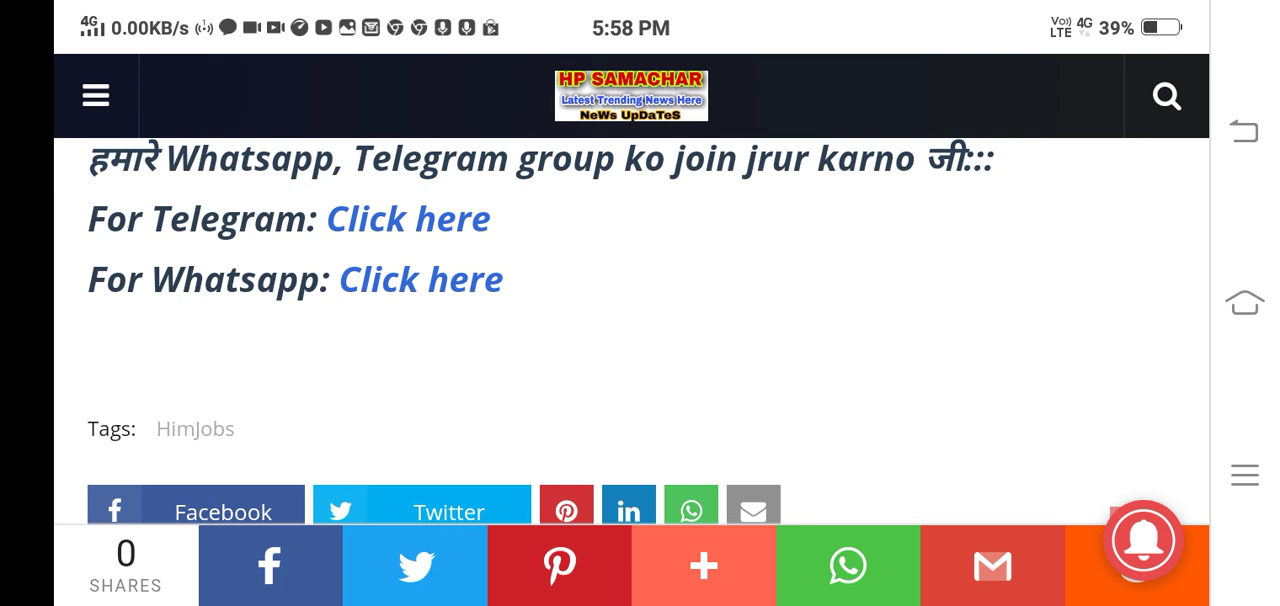 4G 0.00KB/s 5:58 PM Vo) LTE 4G 39%
HP SAMACHAR
Latest Trending News Here
NeWs UpDaTeS
हमारे Whatsapp, Telegram group ko join jrur karno जी:::
For Telegram: Click here
For Whatsapp: Click here
Tags: HimJobs
Facebook Twitter
0
SHARES